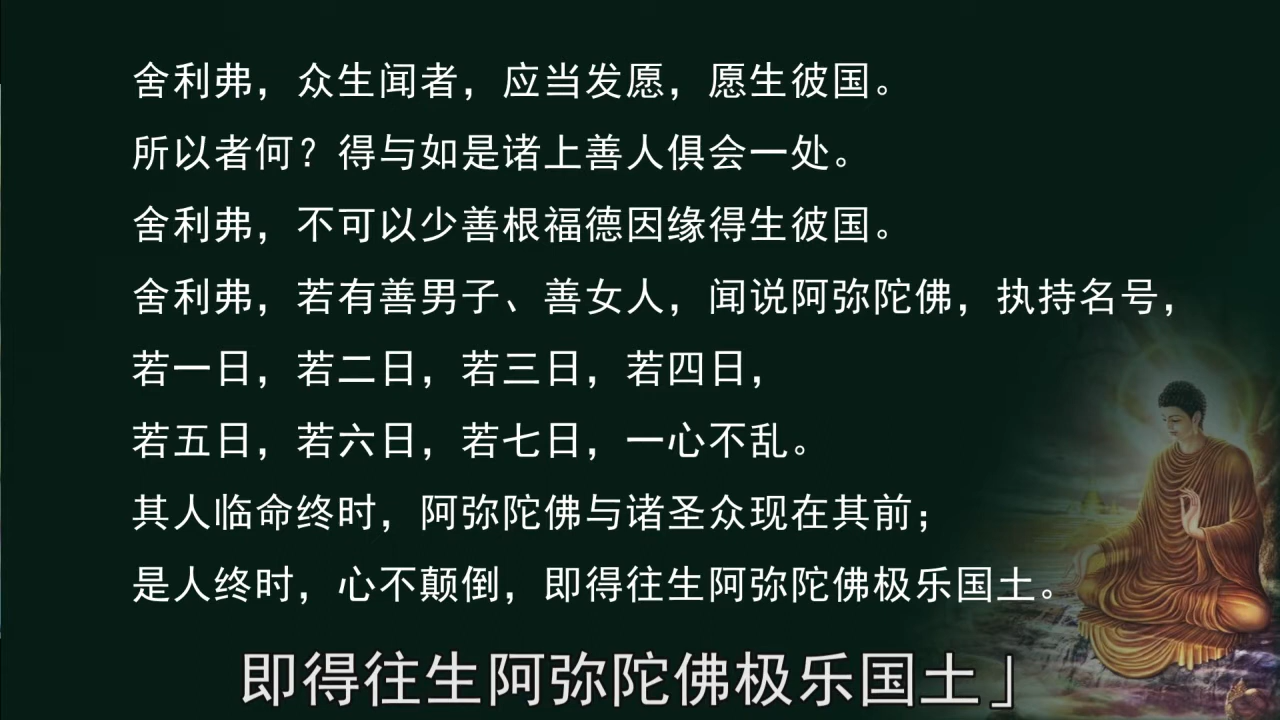 舍利弗，众生闻者，应当发愿，愿生彼国。
所以者何？得与如是诸上善人俱会一处。
舍利弗，不可以少善根福德因缘得生彼国。
舍利弗，若有善男子、善女人，闻说阿弥陀佛，执持名号，
若一日，若二日，若三日，若四日，
若五日，若六日，若七日，一心不乱。
其人临命终时，阿弥陀佛与诸圣众现在其前；
是人终时，心不颠倒，即得往生阿弥陀佛极乐国土。
即得往生阿弥陀佛极乐国土」